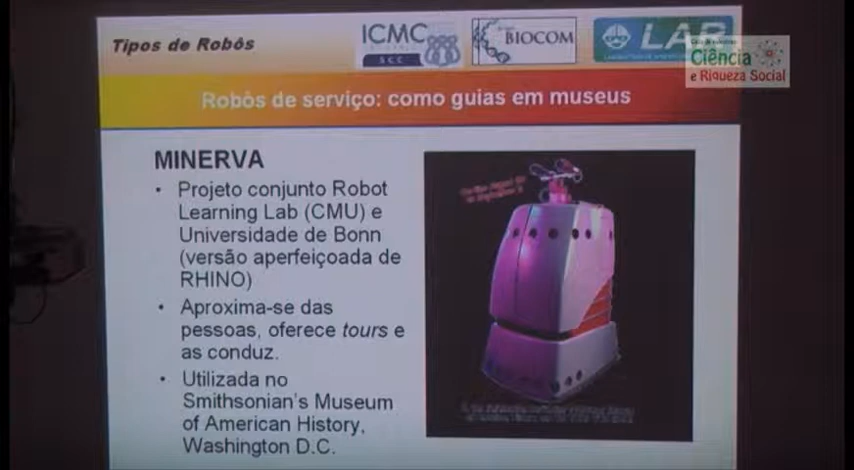 Tipos de Robôs
ICMC
SCC
BIOCOM
LAR
Ciência
e Riqueza Social
Robôs de serviço: como guias em museus
MINERVA
• Projeto conjunto Robot
Learning Lab (CMU) e
Universidade de Bonn
(versão aperfeiçoada de
RHINO)
• Aproxima-se das
pessoas, oferece tours e
as conduz.
• Utilizada no
Smithsonian's Museum
of American History,
Washington D.C.